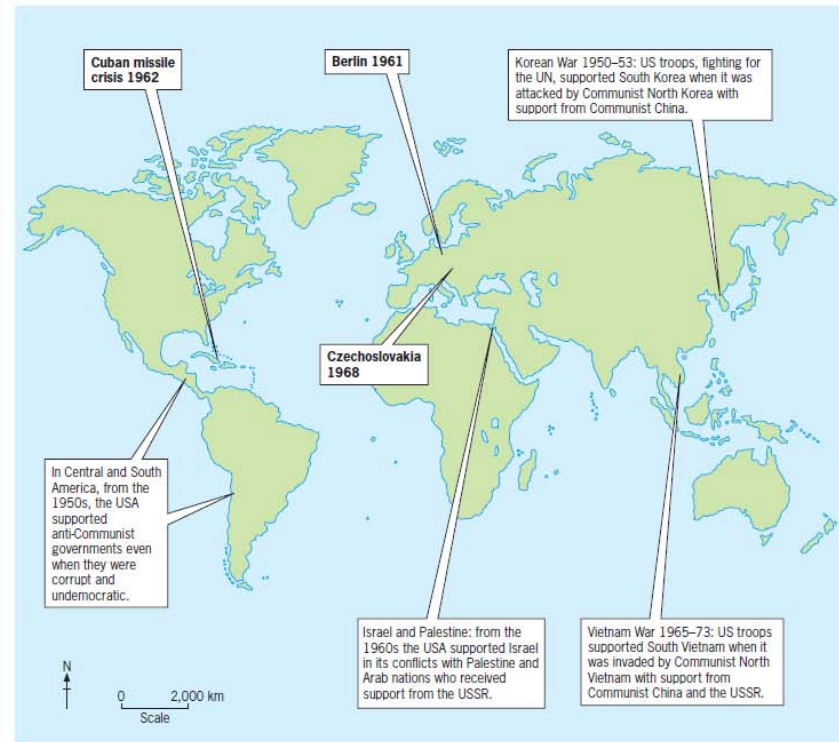 Cuban missile
crisis 1962
Berlin 1961
Korean War 1950–53: US troops, fighting for
the UN, supported South Korea when it was
attacked by Communist North Korea with
support from Communist China.
Czechoslovakia
1968
In Central and South
America, from the
1950s, the USA
supported
anti-Communist
governments even
when they were
corrupt and
undemocratic.
Israel and Palestine: from the
1960s the USA supported Israel
in its conflicts with Palestine and
Arab nations who received
support from the USSR.
Vietnam War 1965–73: US troops
supported South Vietnam when it
was invaded by Communist North
Vietnam with support from
Communist China and the USSR.
N
0 2,000 km
Scale